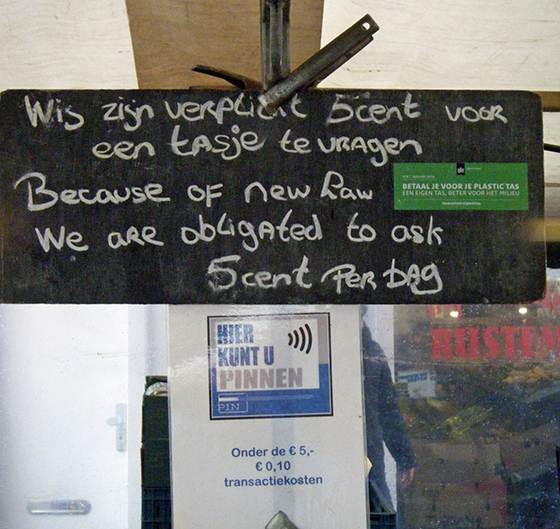 Wij zijn verplicht 5cent voor
een tasje te vragen
Because of new law
We are obligated to ask
5cent per bag
BETAAL JE VOOR JE PLASTIC TAS
EEN EIGEN TAS, BETER VOOR HET MILIEU
HIER
KUNT U
PINNEN
PIN
Onder de € 5,-
€ 0,10
transactiekosten
RUSTEM